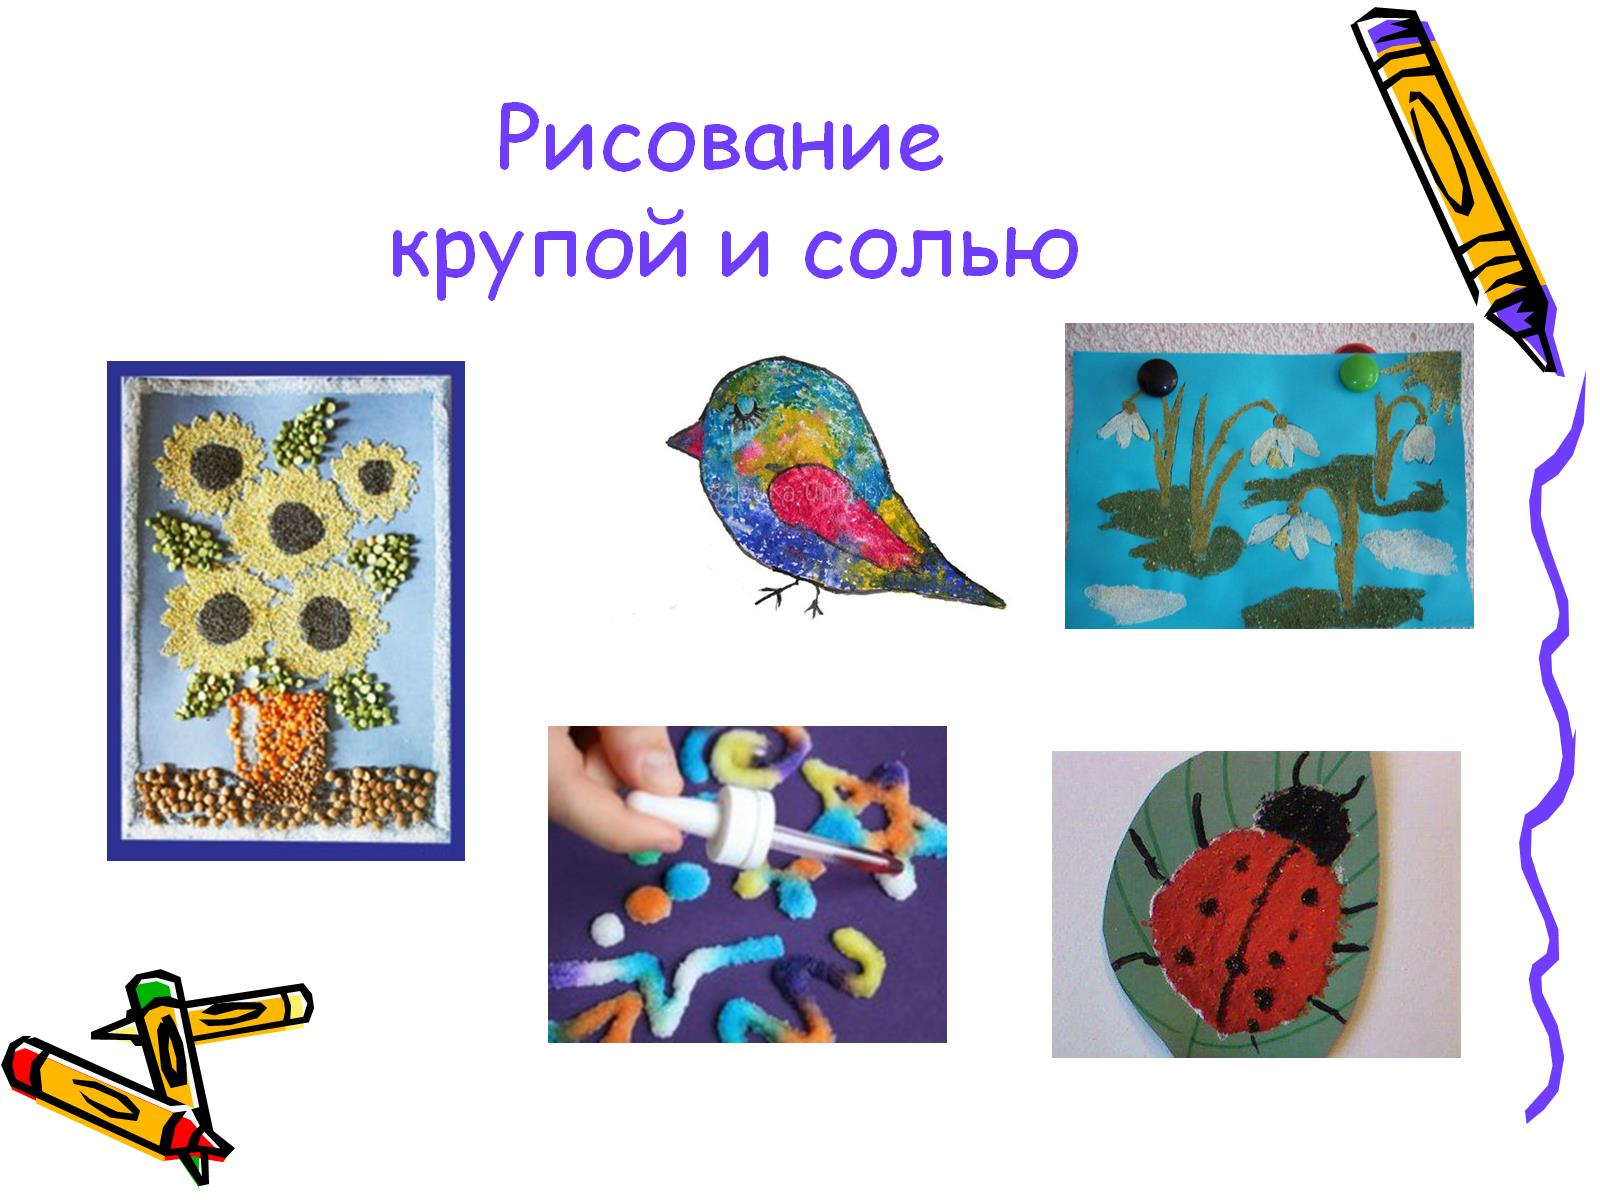 Рисование
крупой и солью